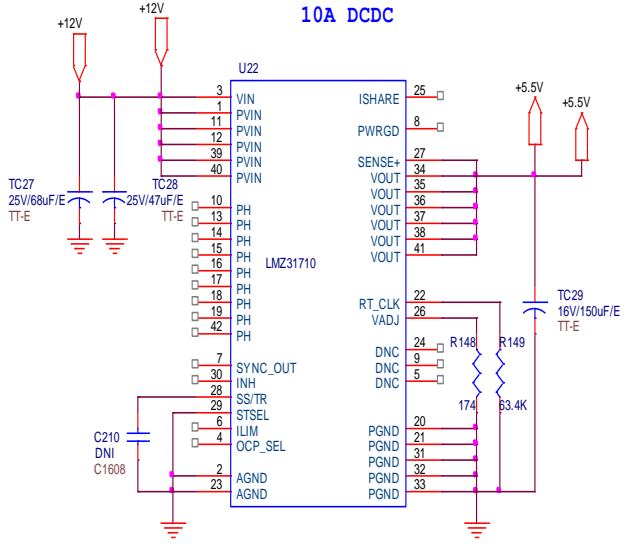 10A DCDC
+12V
+12V
U22
3 VIN
1 PVIN
11 PVIN
12 PVIN
39 PVIN
40 PVIN
10 PH
13 PH
14 PH
15 PH
16 PH
17 PH
18 PH
19 PH
42 PH
7 SYNC_OUT
30 INH
28 SS/TR
29 STSEL
6 ILIM
4 OCP_SEL
2 AGND
23 AGND
LMZ31710
ISHARE 25
PWRGD 8
SENSE+ 27
VOUT 34
VOUT 35
VOUT 36
VOUT 37
VOUT 38
VOUT 41
RT_CLK 22
VADJ 26
DNC 24
DNC 9
DNC 5
PGND 20
PGND 21
PGND 31
PGND 32
PGND 33
TC27
25V/68uF/E
TT-E
TC28
25V/47uF/E
TT-E
C210
DNI
C1608
+5.5V
+5.5V
TC29
16V/150uF/E
TT-E
R148
174
R149
63.4K